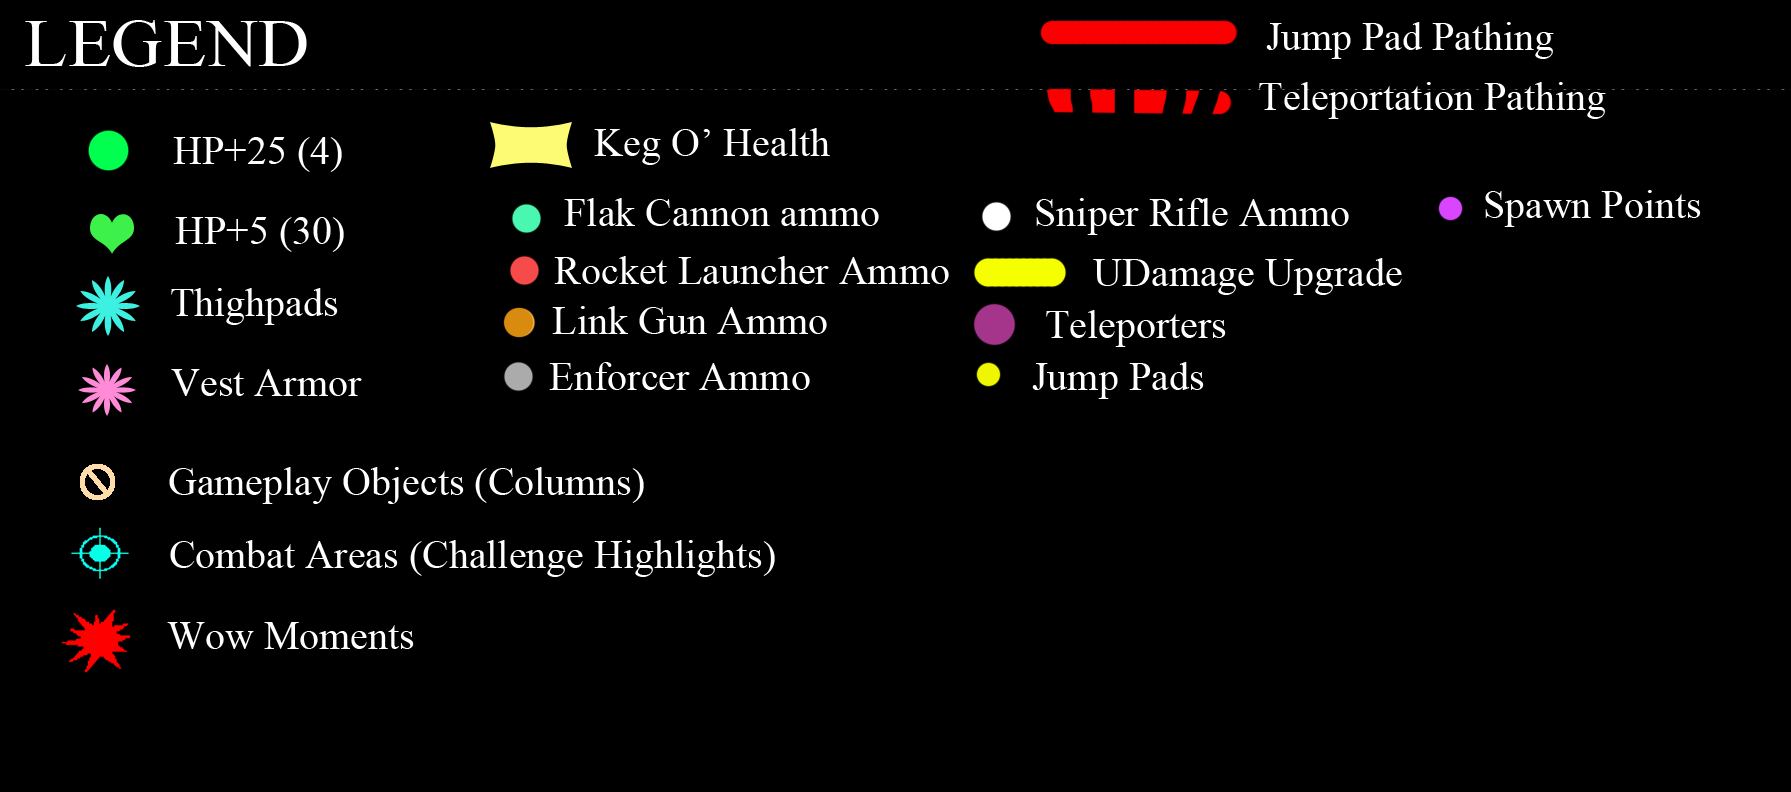 LEGEND
Jump Pad Pathing
Teleportation Pathing
HP+25 (4)
HP+5 (30)
Thighpads
Vest Armor
Gameplay Objects (Columns)
Combat Areas (Challenge Highlights)
Wow Moments
Keg O’ Health
Flak Cannon ammo
Rocket Launcher Ammo
Link Gun Ammo
Enforcer Ammo
Sniper Rifle Ammo
UDamage Upgrade
Teleporters
Jump Pads
Spawn Points